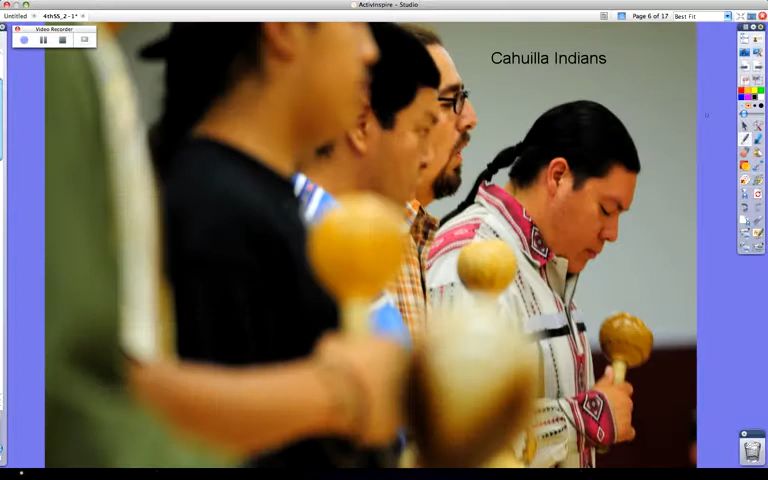 ActivInspire - Studio
Untitled
4thSS_2-1*
Page 6 of 17
Best Fit
Video Recorder
Cahuilla Indians